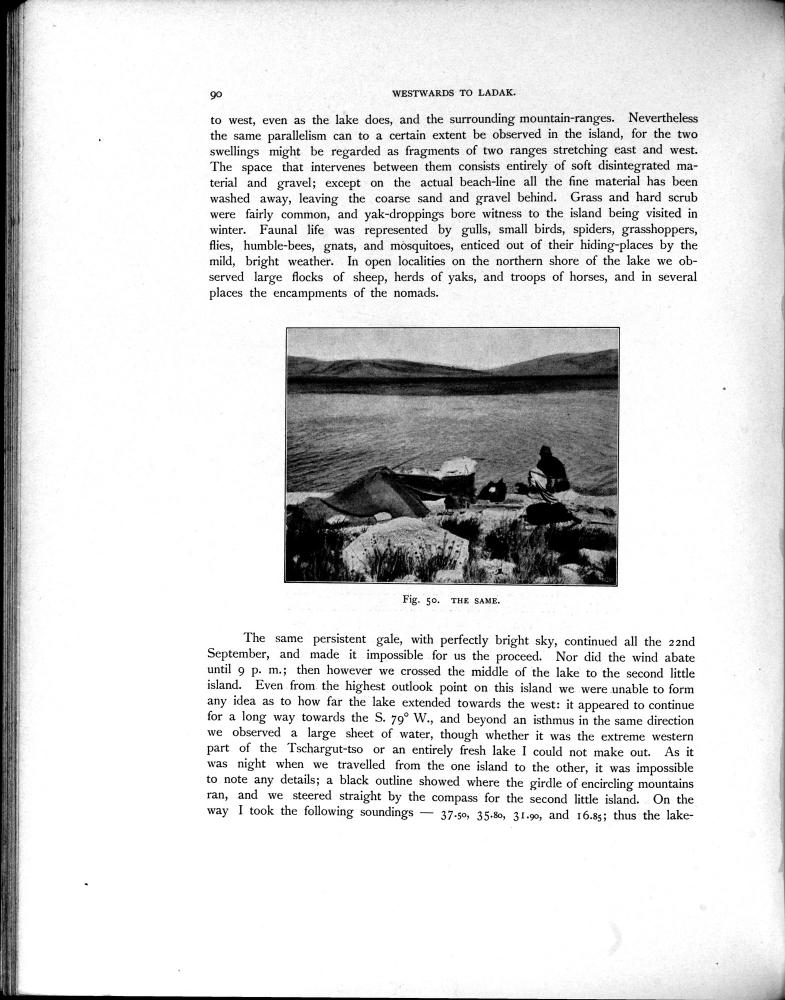 90
WESTWARDS TO LADAK.
to west, even as the lake does, and the surrounding mountain-ranges. Nevertheless
the same parallelism can to a certain extent be observed in the island, for the two
swellings might be regarded as fragments of two ranges stretching east and west.
The space that intervenes between them consists entirely of soft disintegrated ma-
terial and gravel; except on the actual beach-line all the fine material has been
washed away, leaving the coarse sand and gravel behind. Grass and hard scrub
were fairly common, and yak-droppings bore witness to the island being visited in
winter. Faunal life was represented by gulls, small birds, spiders, grasshoppers,
flies, humble-bees, gnats, and mosquitoes, enticed out of their hiding-places by the
mild, bright weather. In open localities on the northern shore of the lake we ob-
served large flocks of sheep, herds of yaks, and troops of horses, and in several
places the encampments of the nomads.
Fig. 50. THE SAME.
The same persistent gale, with perfectly bright sky, continued all the 22nd
September, and made it impossible for us the proceed. Nor did the wind abate
until 9 p. m.; then however we crossed the middle of the lake to the second little
island. Even from the highest outlook point on this island we were unable to form
any idea as to how far the lake extended towards the west: it appeared to continue
for a long way towards the S. 79° W., and beyond an isthmus in the same direction
we observed a large sheet of water, though whether it was the extreme western
part of the Tschargut-tso or an entirely fresh lake I could not make out. As it
was night when we travelled from the one island to the other, it was impossible
to note any details; a black outline showed where the girdle of encircling mountains
ran, and we steered straight by the compass for the second little island. On the
way I took the following soundings — 37.50, 35.80, 31.90, and 16.85; thus the lake-